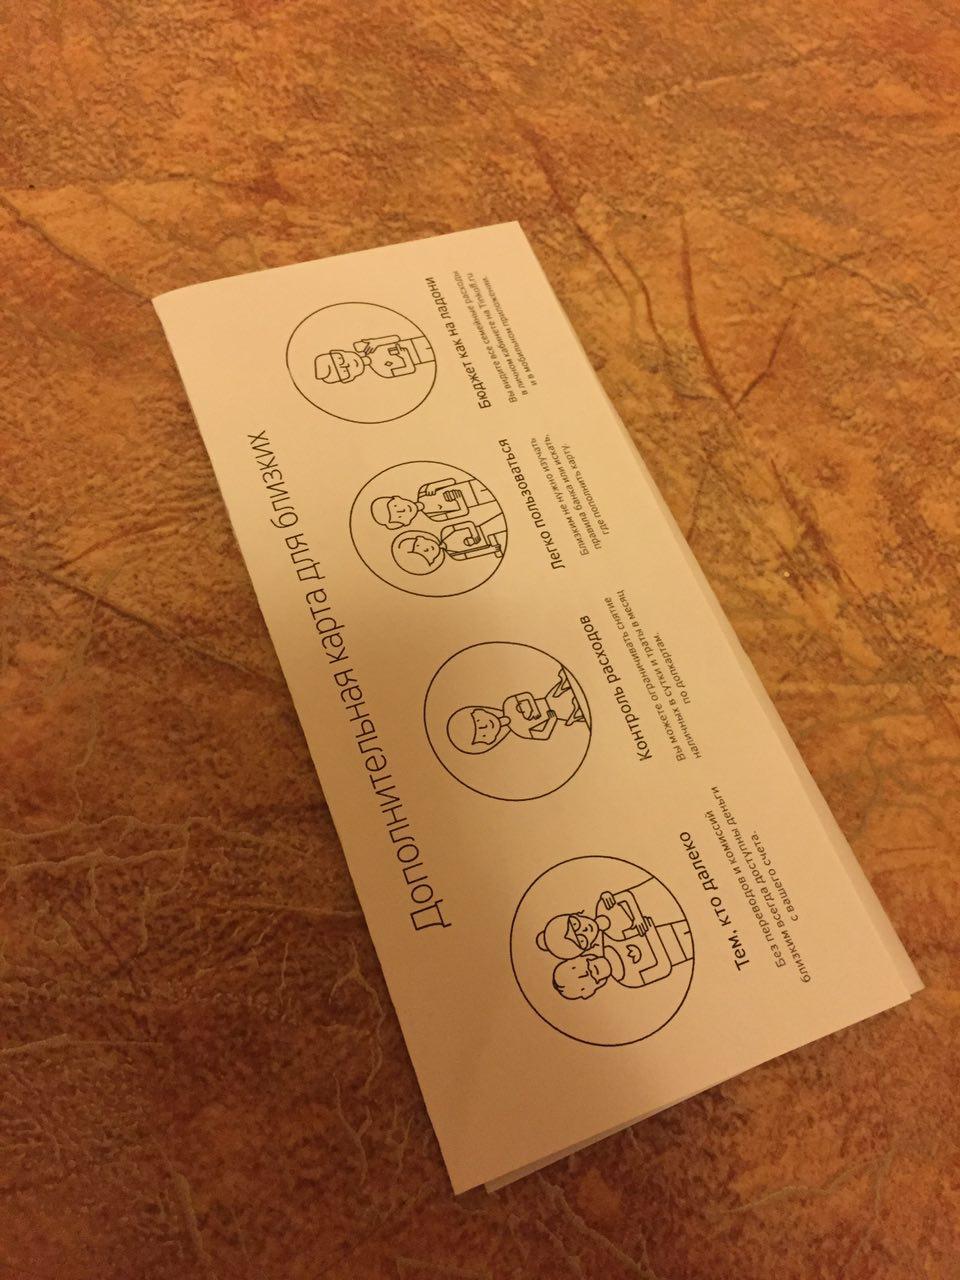 Дополнительная карта для близких
Тем, кто далеко
Без переводов и комиссий
близким всегда доступны деньги
с вашего счета.
Контроль расходов
Вы можете ограничивать снятие
наличных в сутки и траты в месяц
по допкартам.
Легко пользоваться
Близким не нужно изучать
правила банка или искать,
где пополнить карту.
Бюджет как на ладони
Вы видите все семейные расходы
в личном кабинете на Tinkoff.ru
и в мобильном приложении.